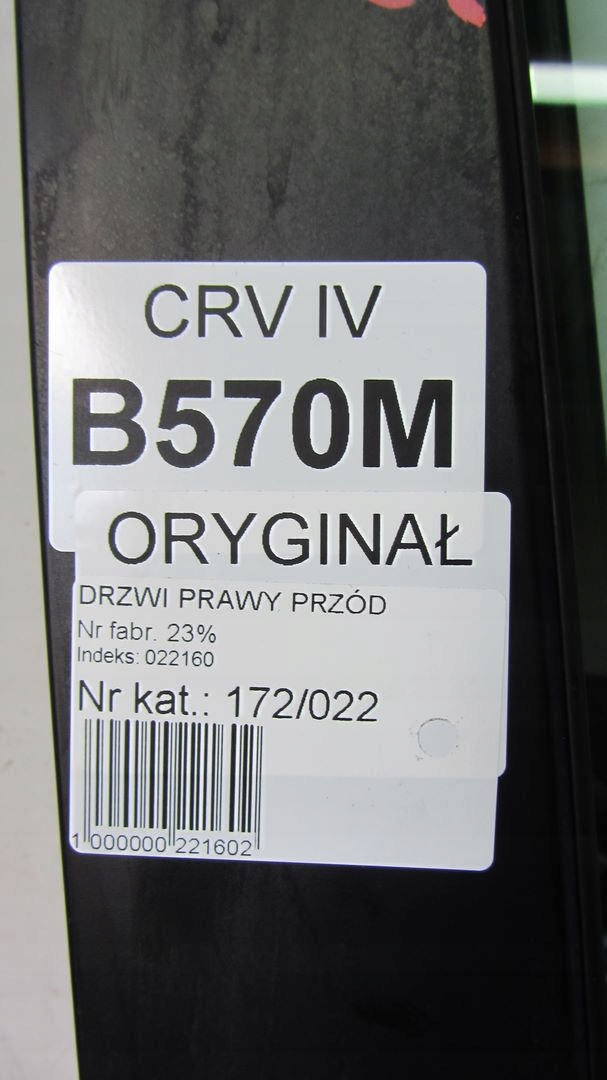 CRV IV
B570M
ORYGINAŁ
DRZWI PRAWY PRZÓD
Nr fabr. 23%
Indeks: 022160
Nr kat.: 172/022
1 000000 221602